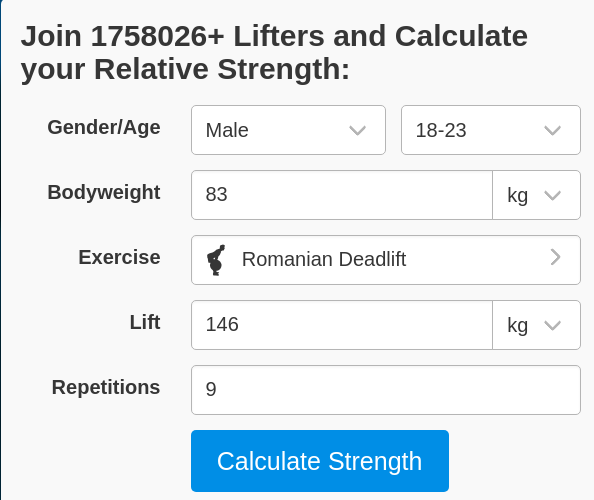 Join 1758026+ Lifters and Calculate
your Relative Strength:
Gender/Age Male 18-23
Bodyweight 83 kg
Exercise Romanian Deadlift
Lift 146 kg
Repetitions 9
Calculate Strength